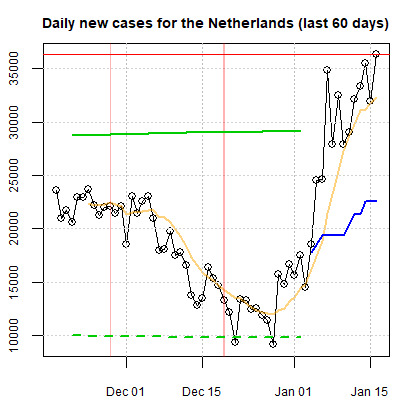 Daily new cases for the Netherlands (last 60 days)
35000
30000
25000
20000
15000
10000
Dec 01
Dec 15
Jan 01
Jan 15